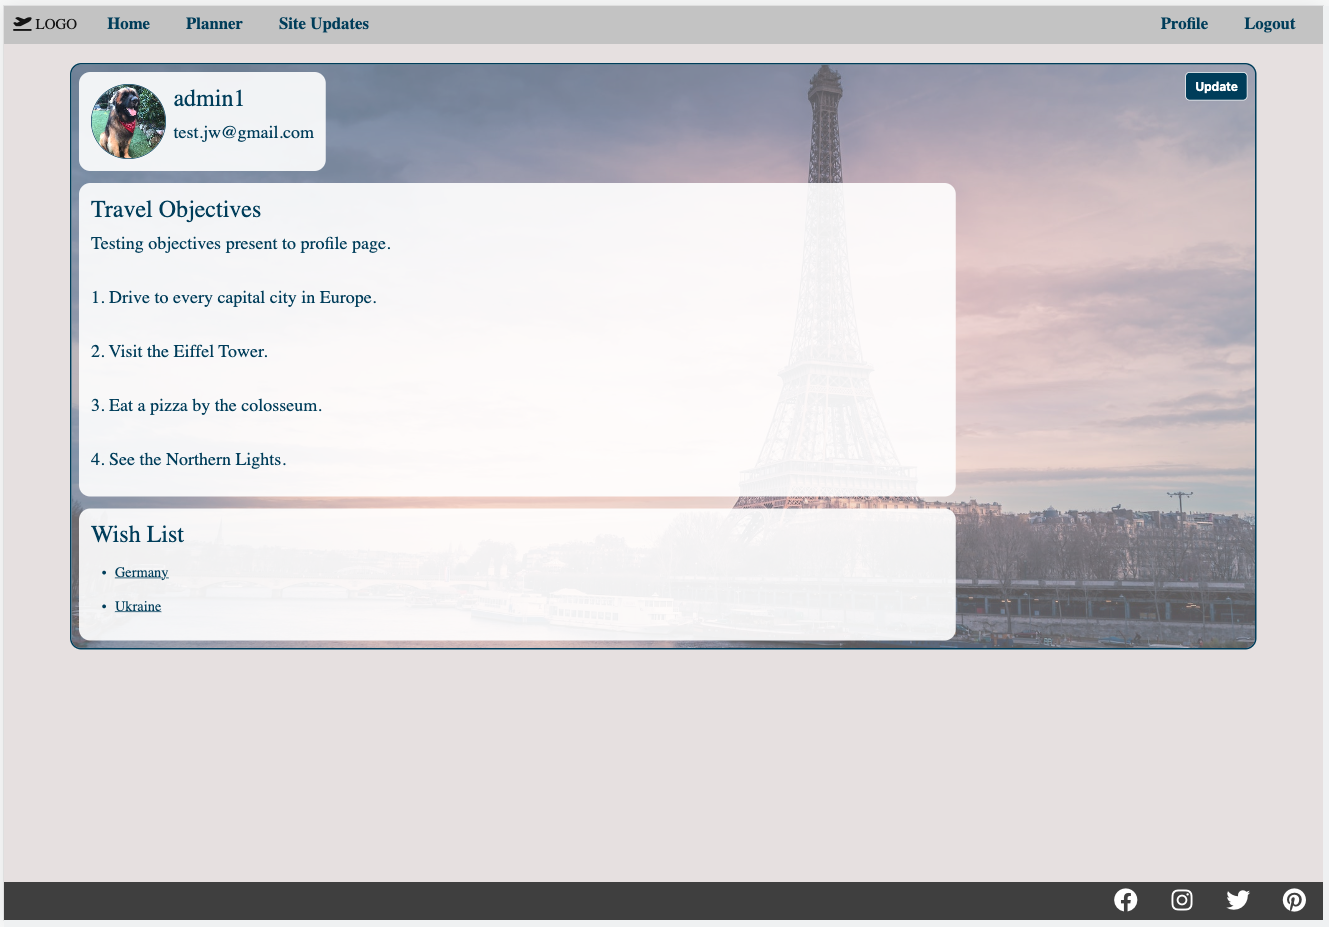 LOGO Home Planner Site Updates Profile Logout
Update
admin1
test.jw@gmail.com
Travel Objectives
Testing objectives present to profile page.
1. Drive to every capital city in Europe.
2. Visit the Eiffel Tower.
3. Eat a pizza by the colosseum.
4. See the Northern Lights.
Wish List
• Germany
• Ukraine